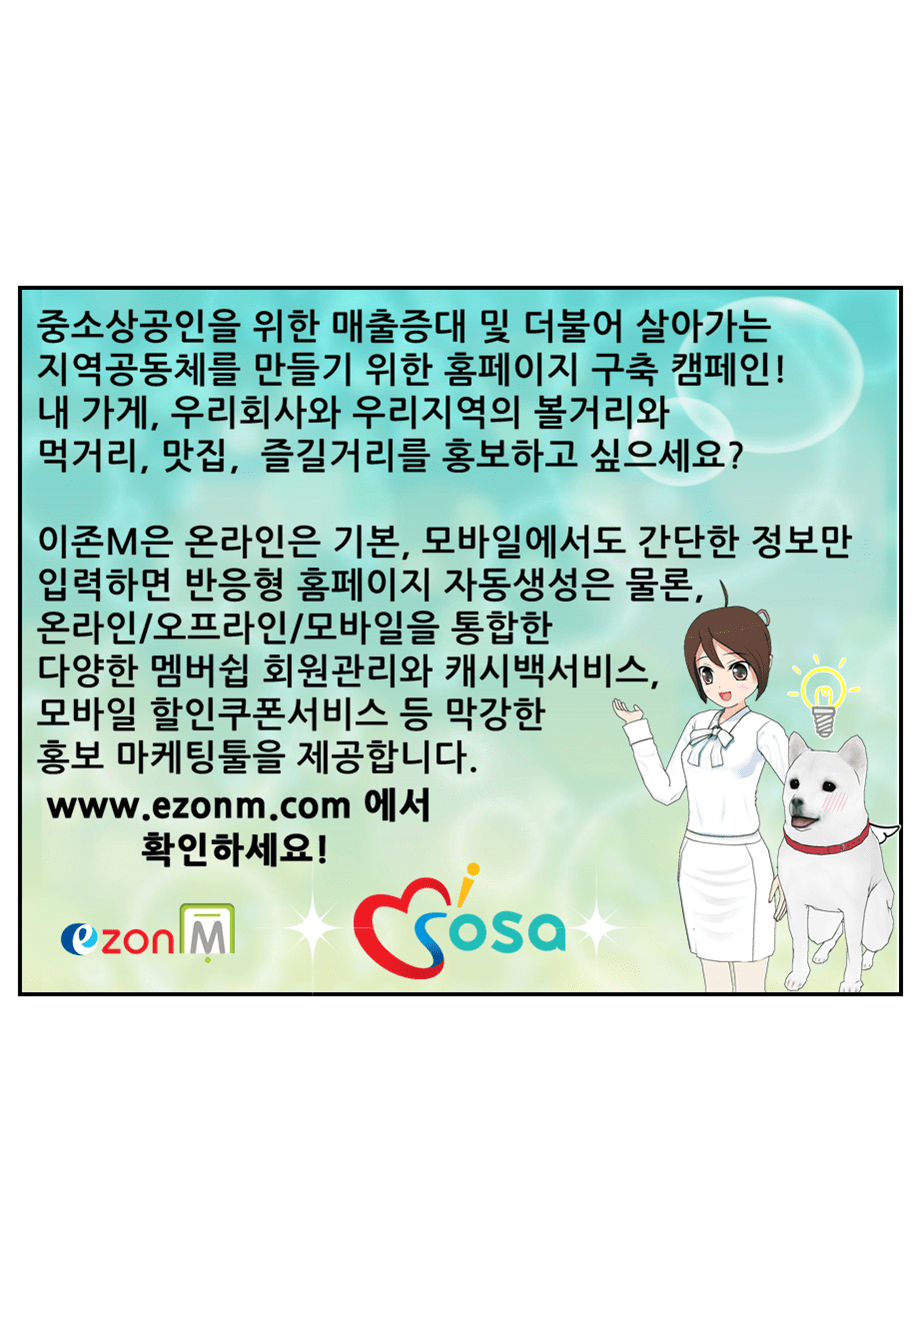 중소상공인을 위한 매출증대 및 더불어 살아가는
지역공동체를 만들기 위한 홈페이지 구축 캠페인!
내 가게, 우리회사와 우리지역의 볼거리와
먹거리, 맛집, 즐길거리를 홍보하고 싶으세요?
이존M은 온라인은 기본, 모바일에서도 간단한 정보만
입력하면 반응형 홈페이지 자동생성은 물론,
온라인/오프라인/모바일을 통합한
다양한 멤버쉽 회원관리와 캐시백서비스,
모바일 할인쿠폰서비스 등 막강한
홍보 마케팅툴을 제공합니다.
www.ezonm.com 에서
확인하세요!
ezon M
sosa